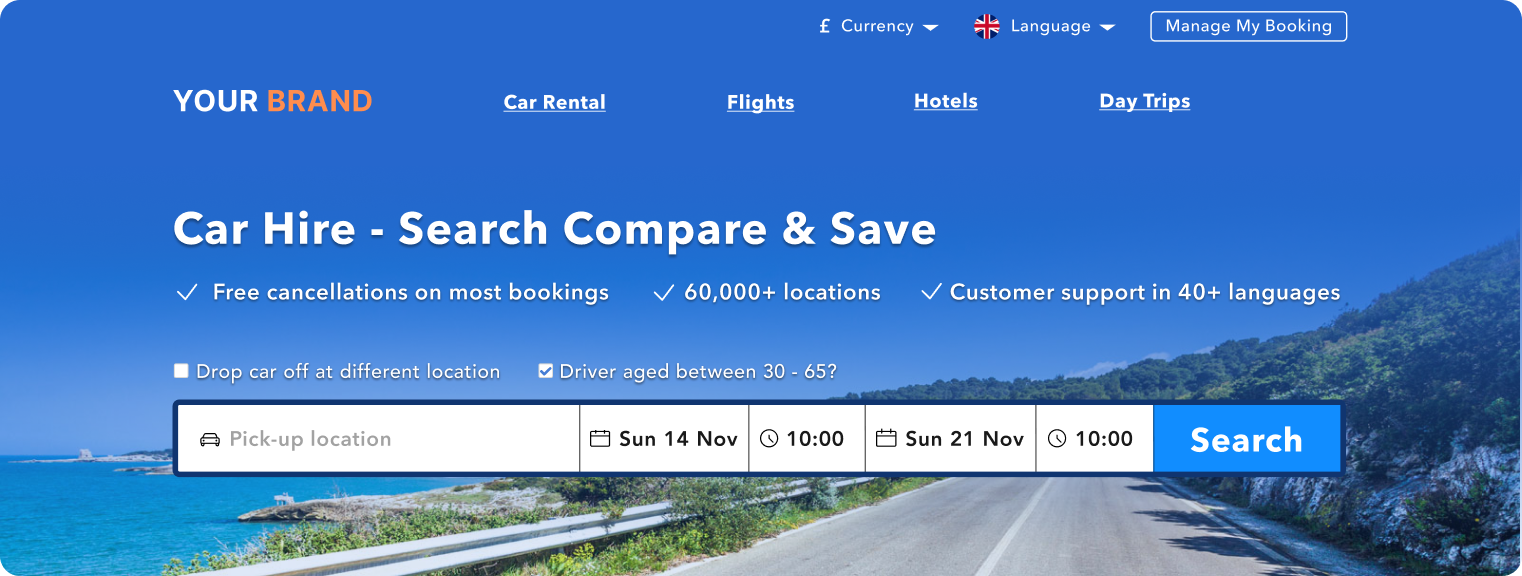 £ Currency Language Manage My Booking
YOUR BRAND Car Rental Flights Hotels Day Trips
Car Hire - Search Compare & Save
Free cancellations on most bookings 60,000+ locations Customer support in 40+ languages
Drop car off at different location Driver aged between 30 - 65?
Pick-up location Sun 14 Nov 10:00 Sun 21 Nov 10:00 Search